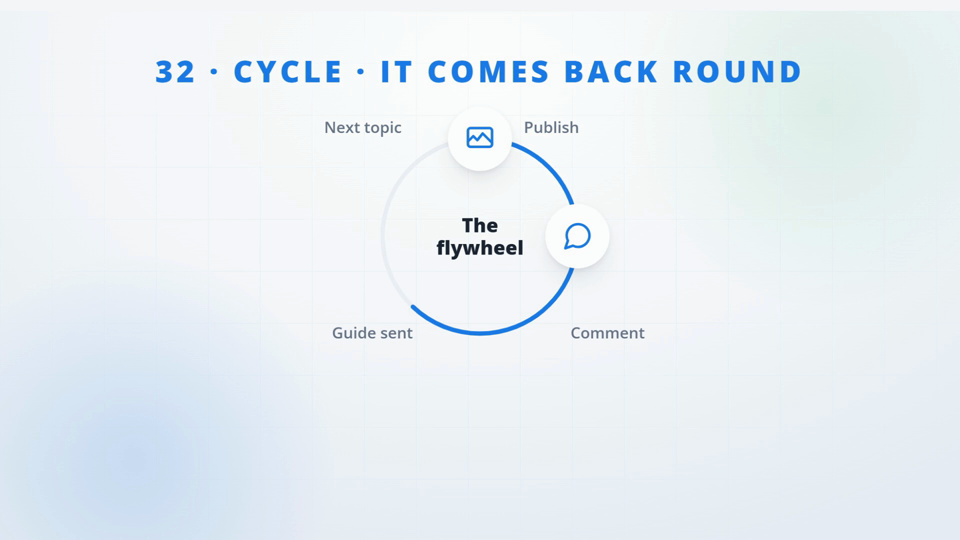 32 · CYCLE · IT COMES BACK ROUND
Next topic
Publish
The
flywheel
Guide sent
Comment